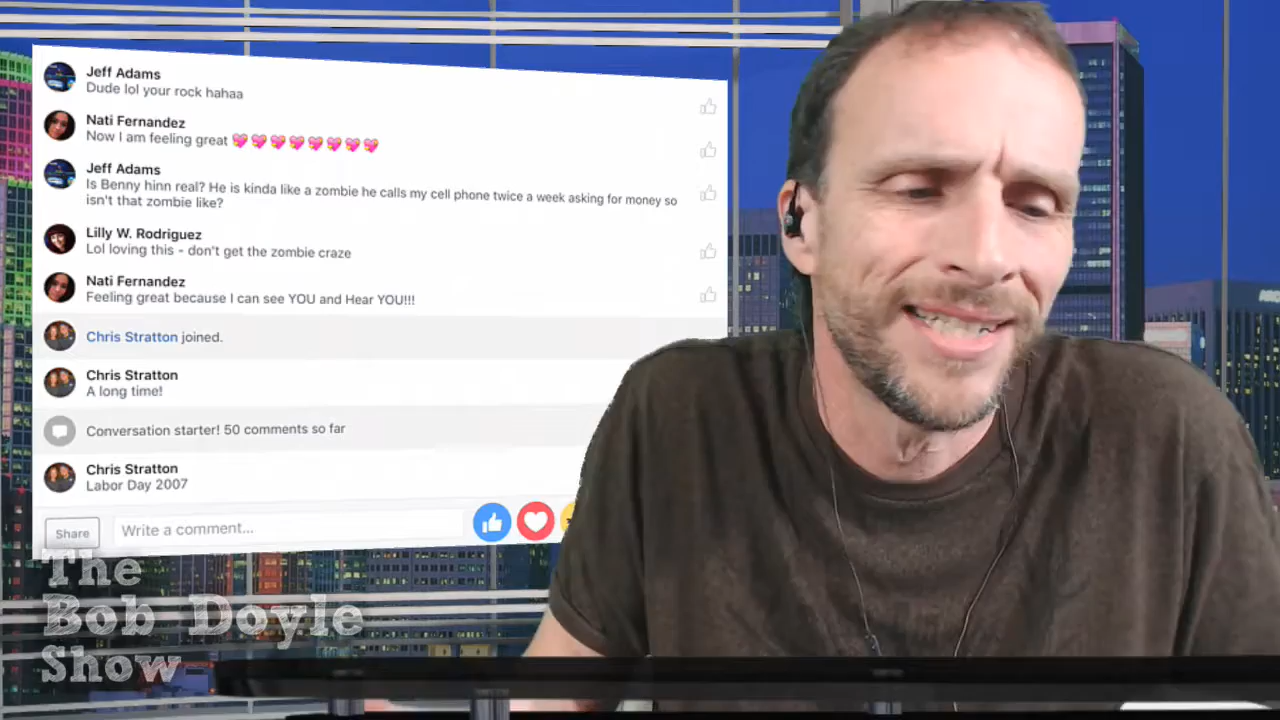 Jeff Adams
Dude lol your rock hahaa
Nati Fernandez
Now I am feeling great 💖💖💖💖💖💖💖💖
Jeff Adams
Is Benny hinn real? He is kinda like a zombie he calls my cell phone twice a week asking for money so
isn't that zombie like?
Lilly W. Rodriguez
Lol loving this - don't get the zombie craze
Nati Fernandez
Feeling great because I can see YOU and Hear YOU!!!
Chris Stratton joined.
Chris Stratton
A long time!
Conversation starter! 50 comments so far
Chris Stratton
Labor Day 2007
Share
Write a comment...
The
Bob Doyle
Show